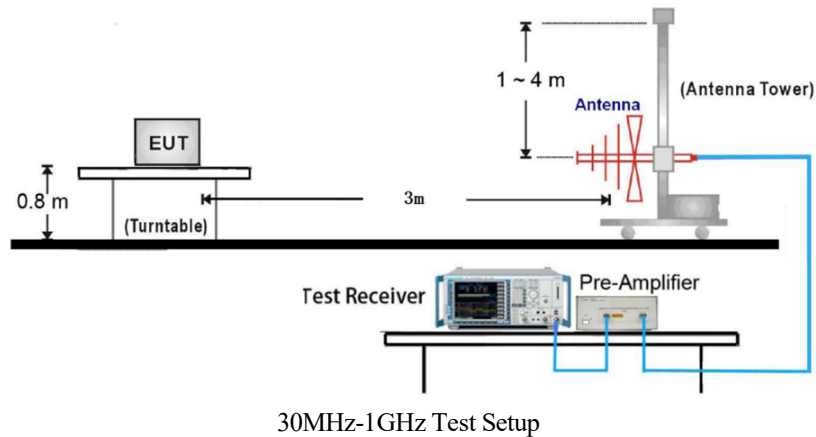 1 ~ 4 m
(Antenna Tower)
Antenna
EUT
0.8 m
3m
(Turntable)
Test Receiver
Pre-Amplifier
30MHz-1GHz Test Setup